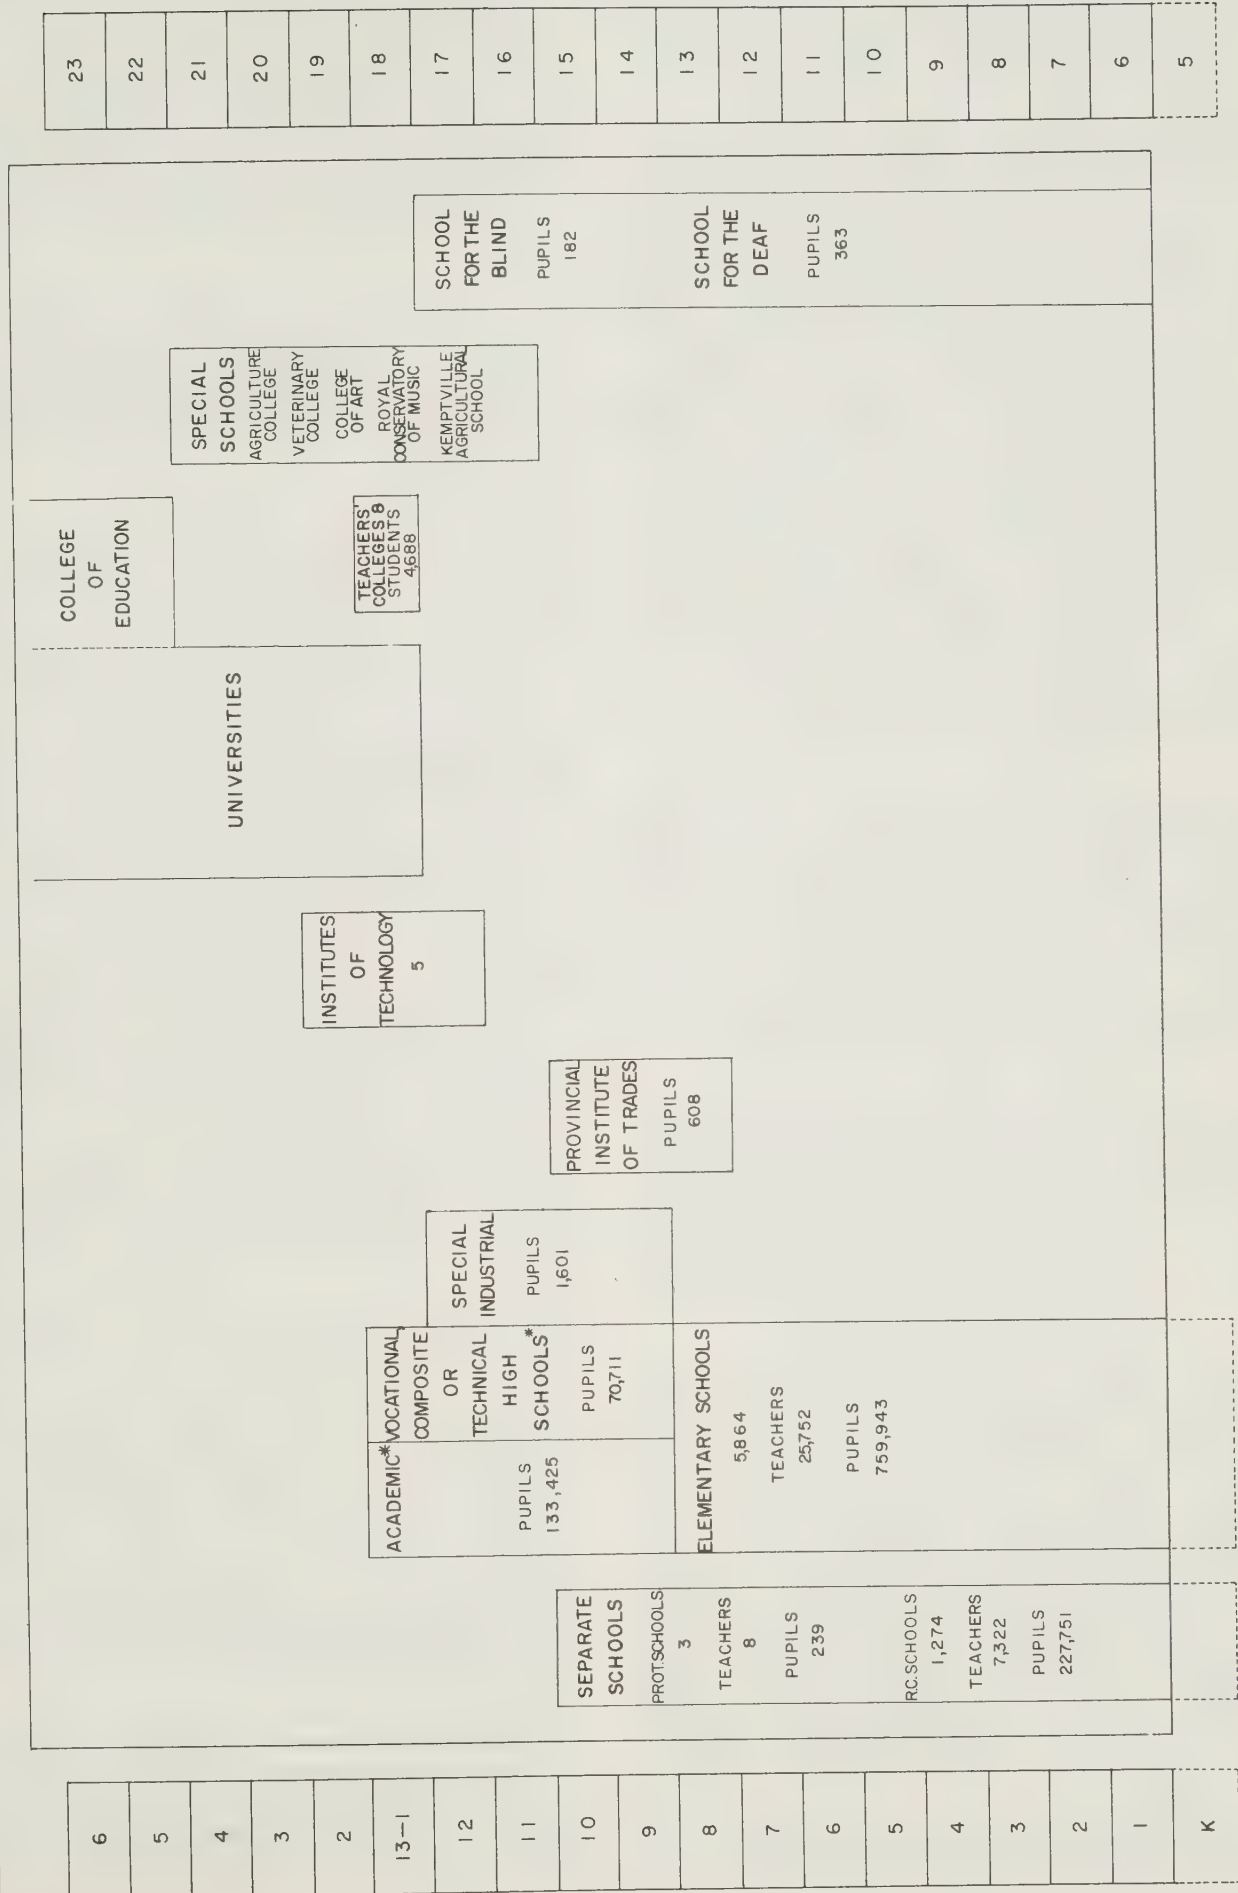 6
5
4
3
2
13-1
12
11
10
9
8
7
6
5
4
3
2
1
K
SEPARATE
SCHOOLS
PROT.SCHOOLS
3
TEACHERS
8
PUPILS
239
R.C. SCHOOLS
1,274
TEACHERS
7,322
PUPILS
227,751
ACADEMIC*
PUPILS
133,425
VOCATIONAL,
COMPOSITE
OR
TECHNICAL
HIGH
SCHOOLS*
PUPILS
70,711
ELEMENTARY SCHOOLS
5,864
TEACHERS
25,752
PUPILS
759,943
SPECIAL
INDUSTRIAL
PUPILS
1,601
PROVINCIAL
INSTITUTE
OF TRADES
PUPILS
608
INSTITUTES
OF
TECHNOLOGY
5
UNIVERSITIES
COLLEGE
OF
EDUCATION
TEACHERS'
COLLEGES 8
STUDENTS
4,688
SPECIAL
SCHOOLS
AGRICULTURE
COLLEGE
VETERINARY
COLLEGE
COLLEGE
OF ART
ROYAL
CONSERVATORY
OF MUSIC
KEMPTVILLE
AGRICULTURAL
SCHOOL
SCHOOL
FOR THE
BLIND
PUPILS
182
SCHOOL
FOR THE
DEAF
PUPILS
363
23
22
21
20
19
18
17
16
15
14
13
12
11
10
9
8
7
6
5